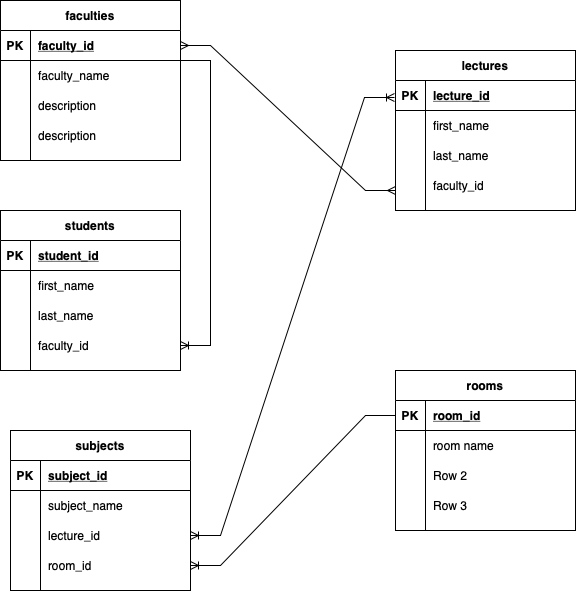 faculties
PK faculty_id
faculty_name
description
description
lectures
PK lecture_id
first_name
last_name
faculty_id
students
PK student_id
first_name
last_name
faculty_id
rooms
PK room_id
room name
Row 2
Row 3
subjects
PK subject_id
subject_name
lecture_id
room_id